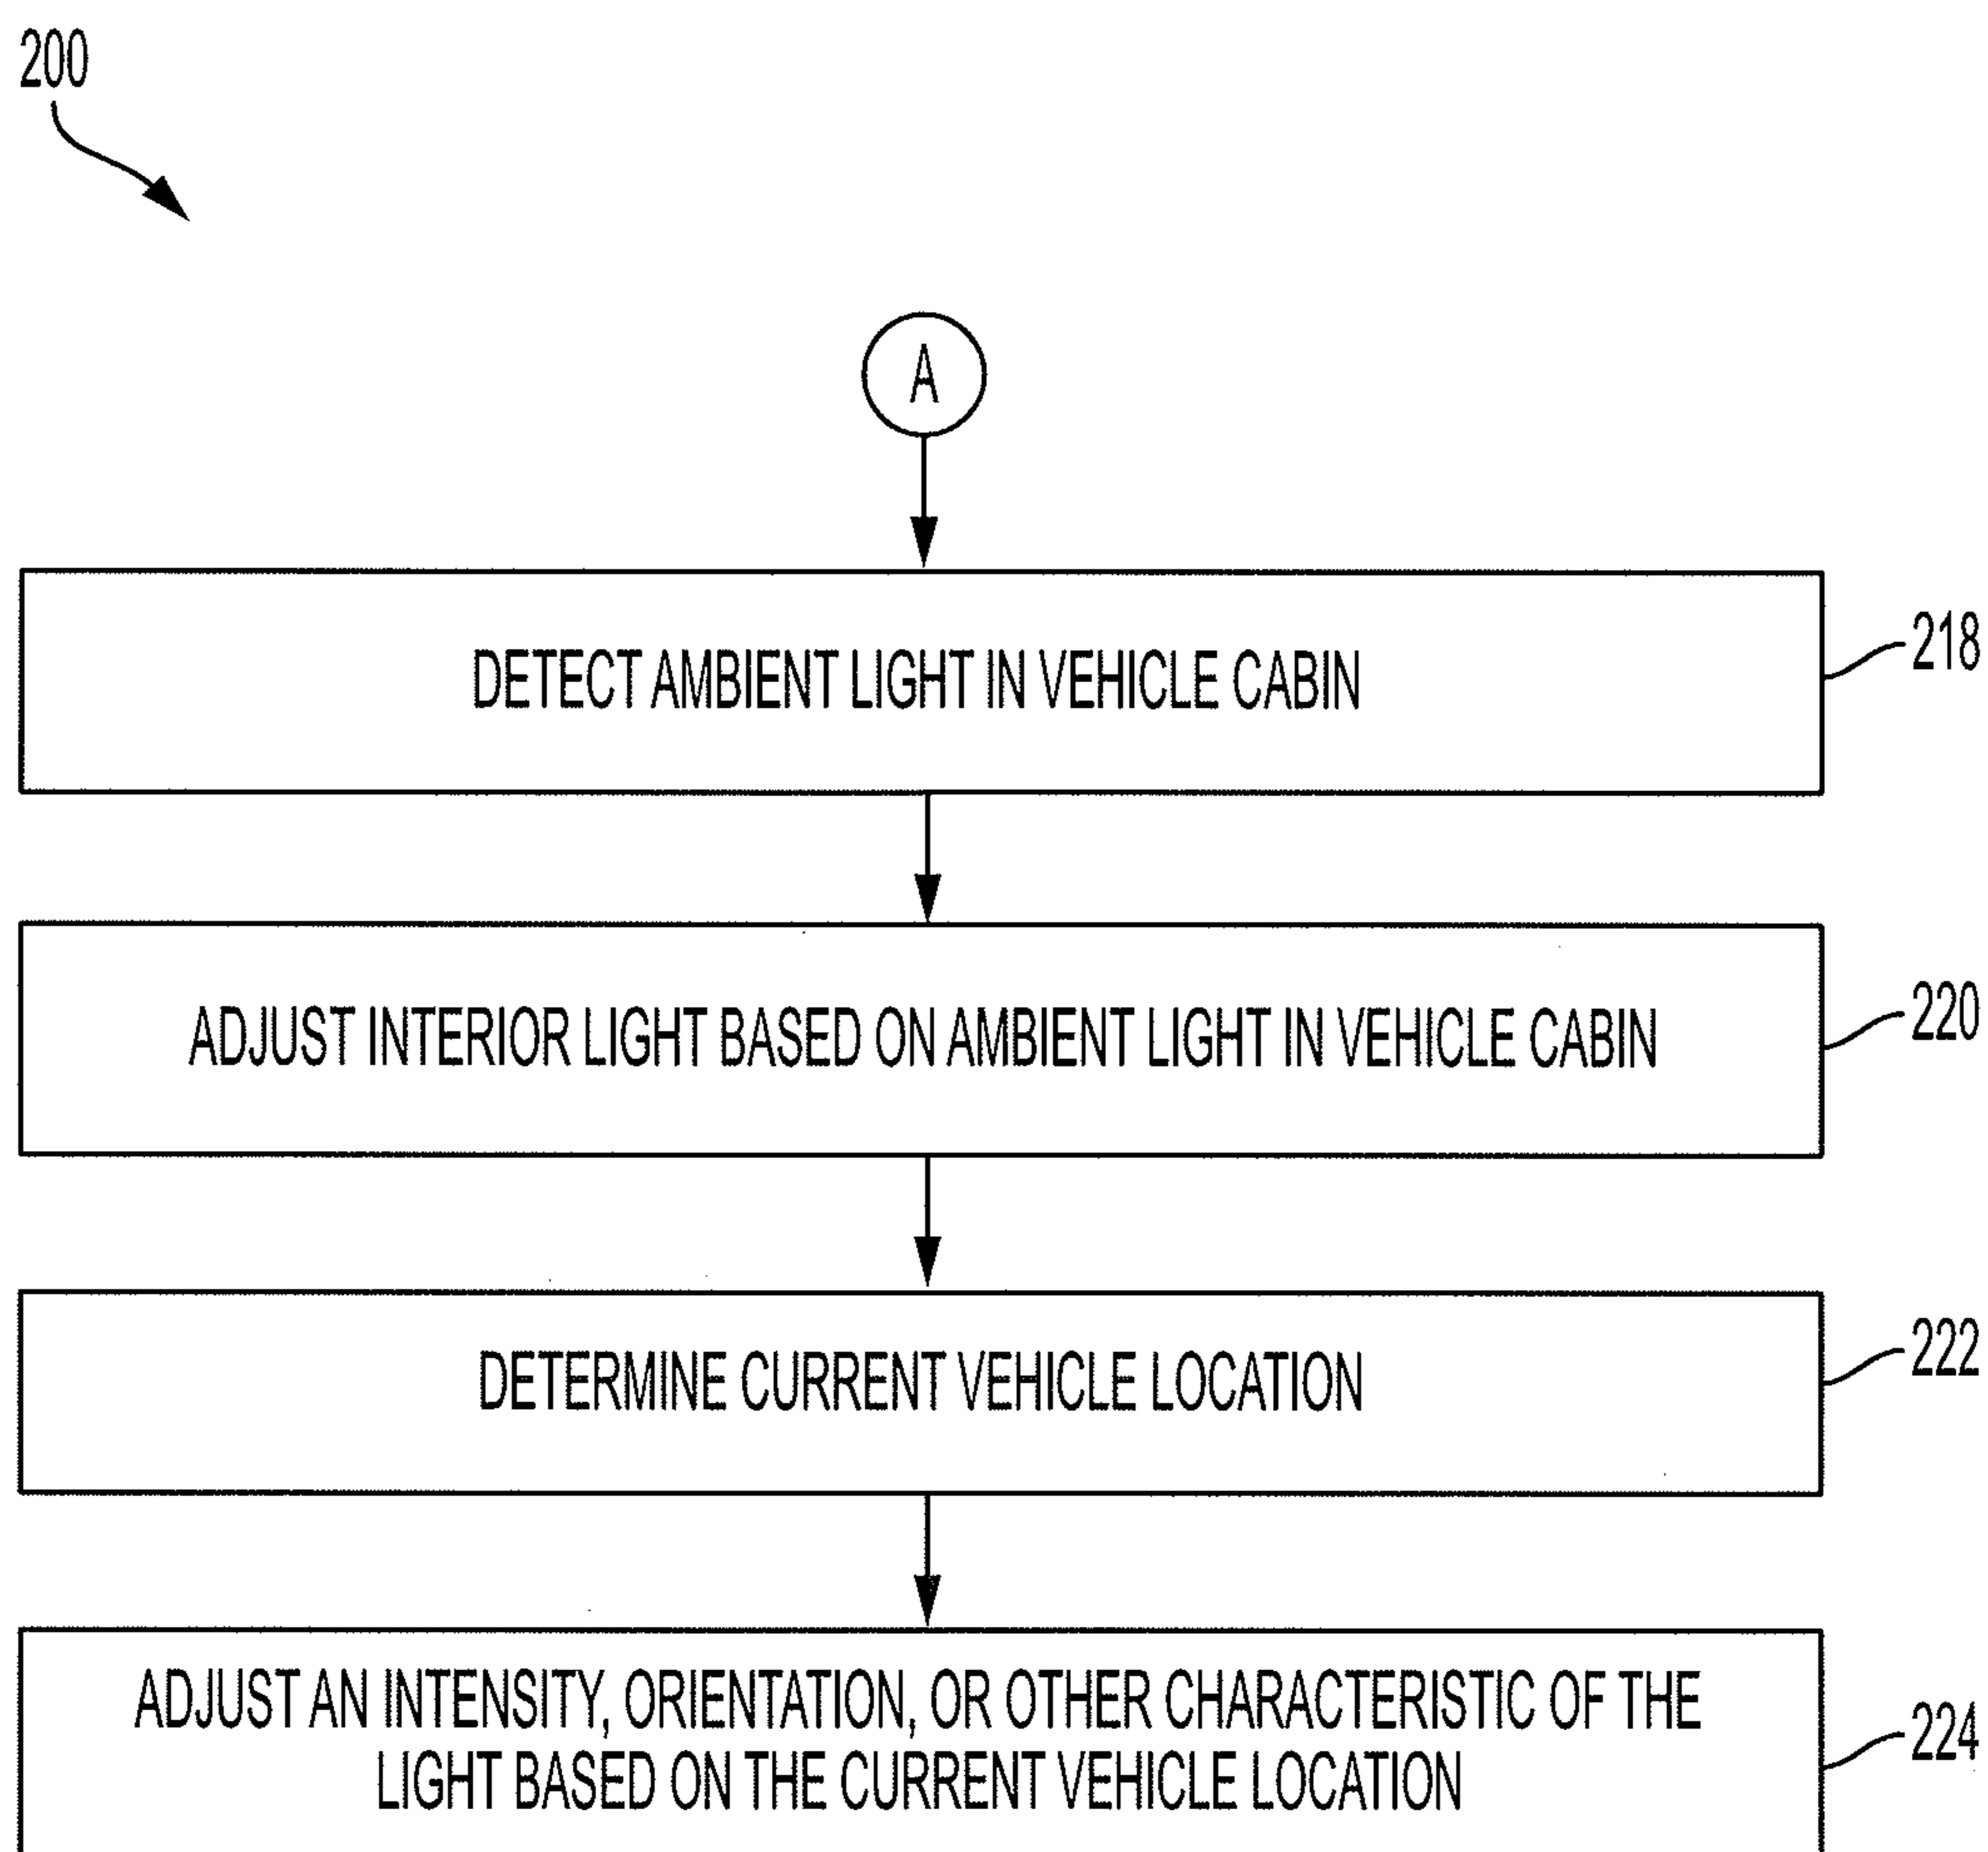 200
A
DETECT AMBIENT LIGHT IN VEHICLE CABIN
218
ADJUST INTERIOR LIGHT BASED ON AMBIENT LIGHT IN VEHICLE CABIN
220
DETERMINE CURRENT VEHICLE LOCATION
222
ADJUST AN INTENSITY, ORIENTATION, OR OTHER CHARACTERISTIC OF THE
LIGHT BASED ON THE CURRENT VEHICLE LOCATION
224